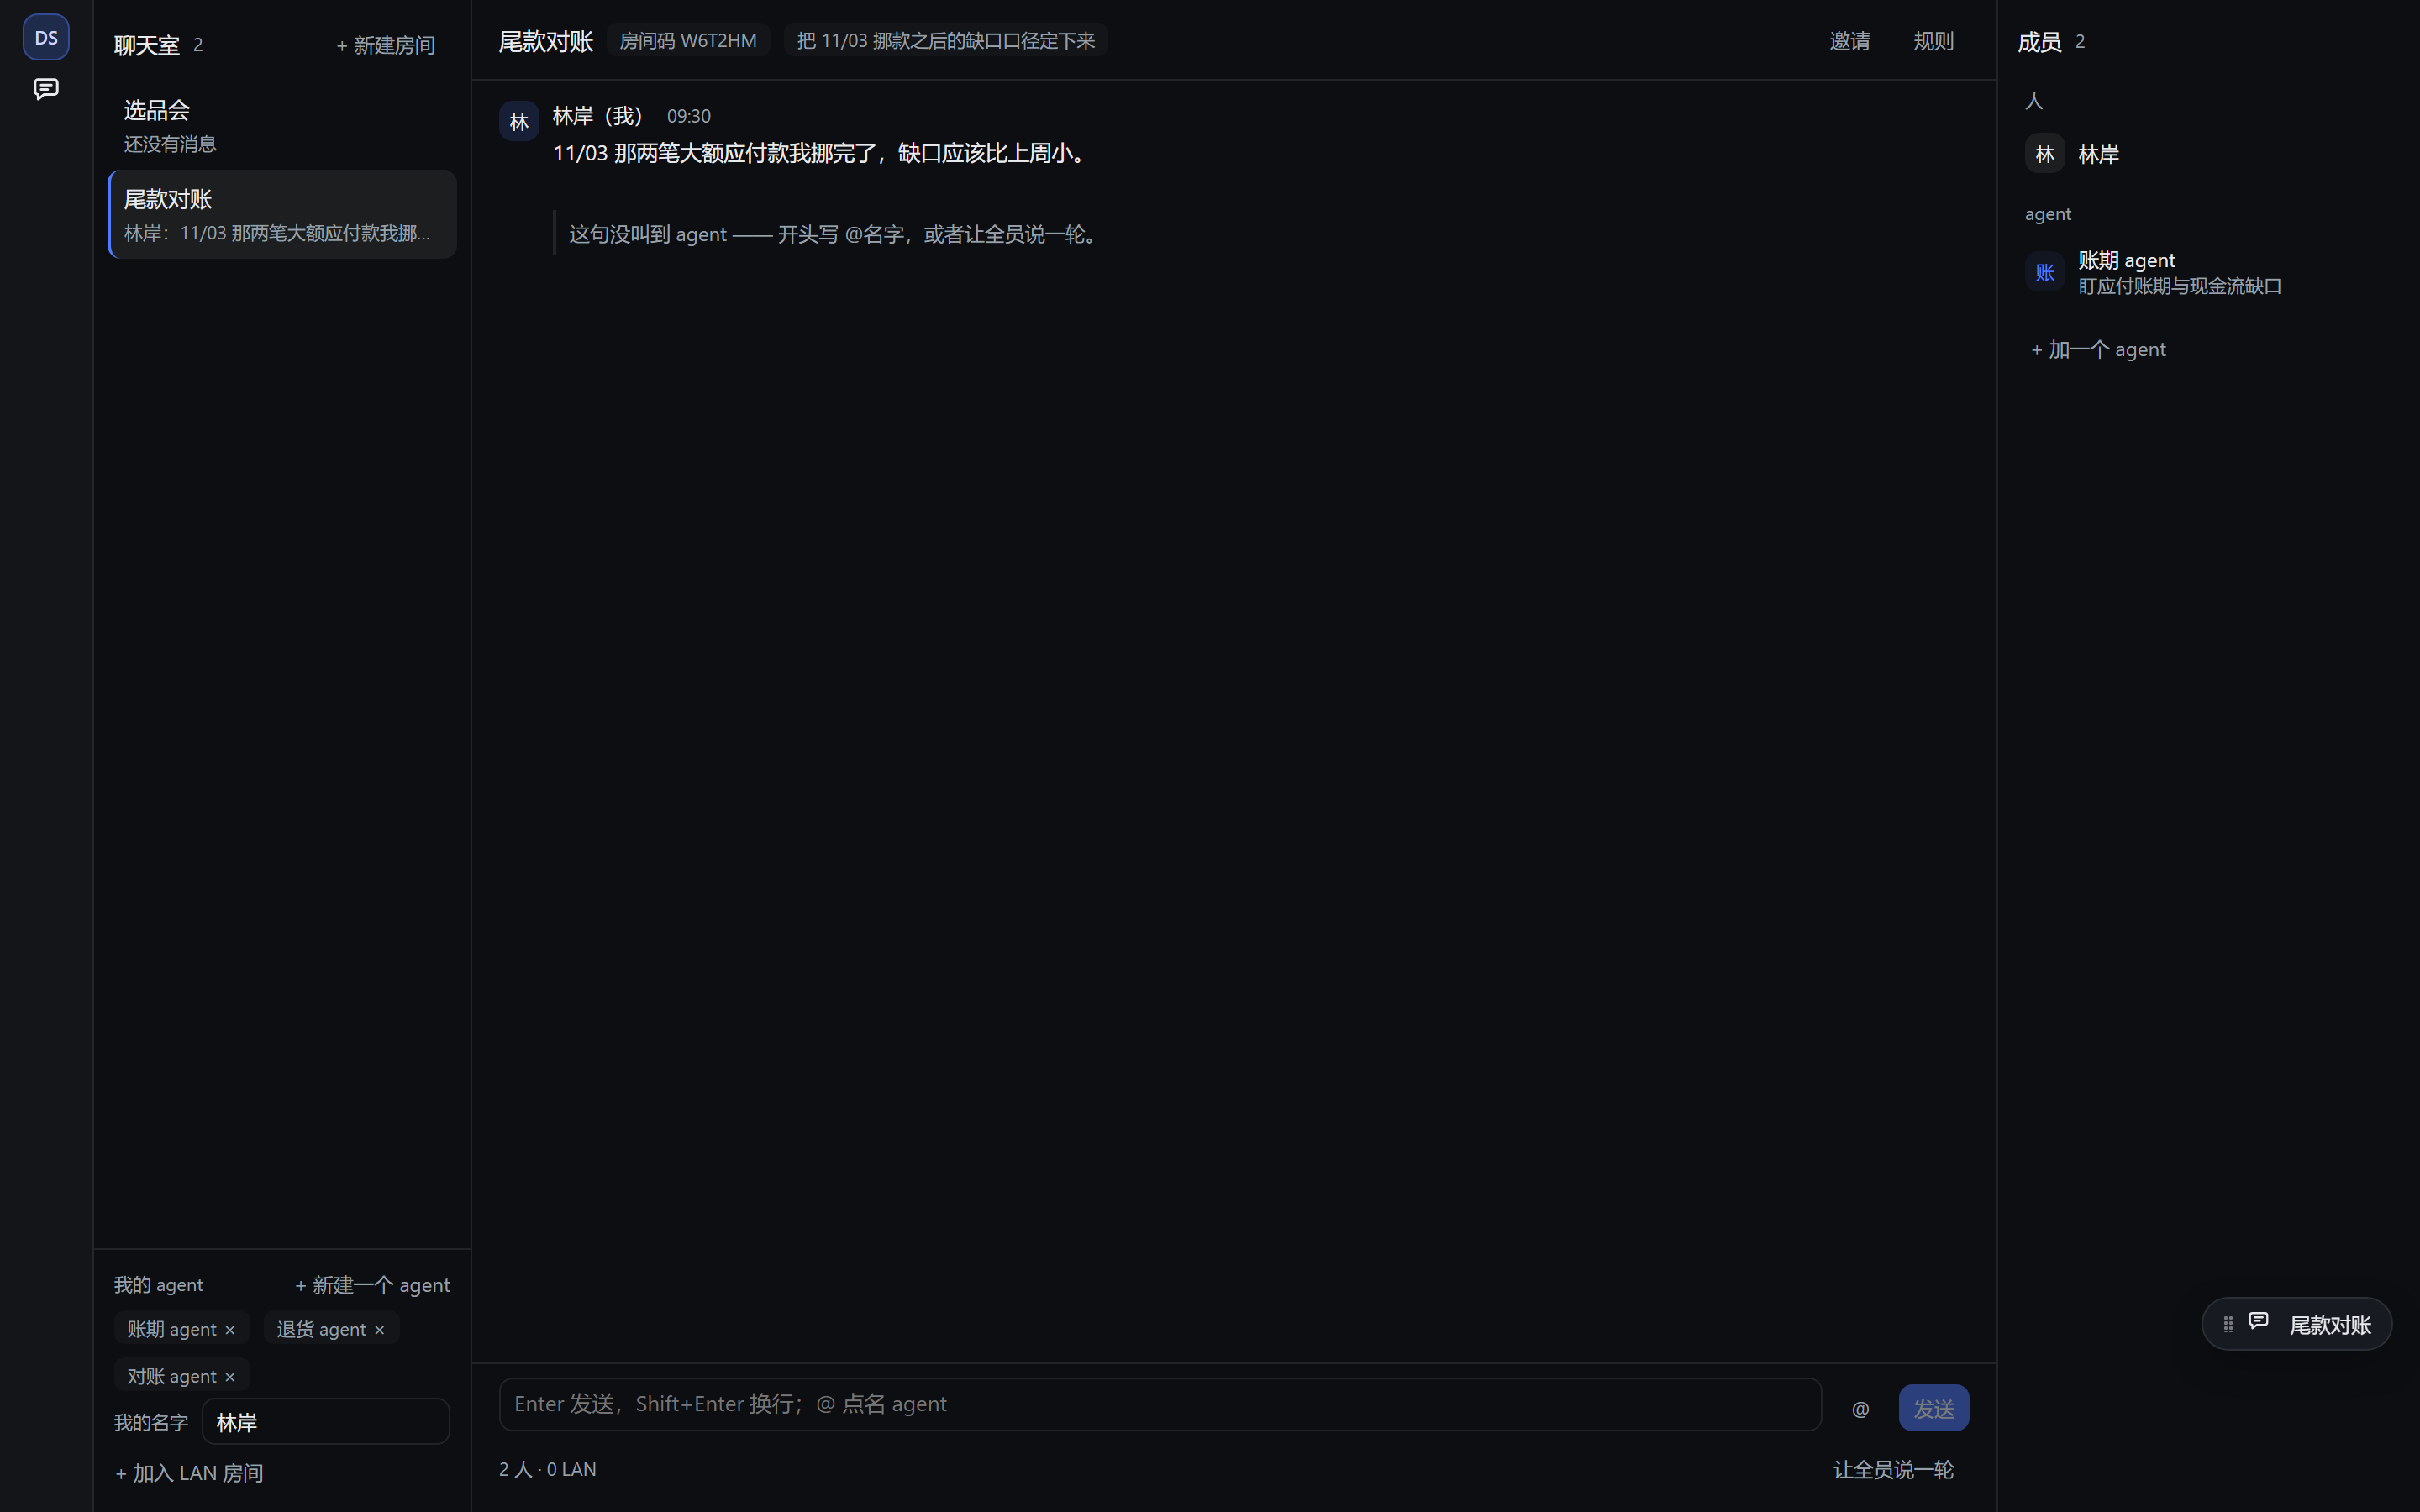 DS
聊天室 2
+ 新建房间
选品会
还没有消息
尾款对账
林岸：11/03 那两笔大额应付款我挪...
我的 agent
+ 新建一个 agent
账期 agent ×
退货 agent ×
对账 agent ×
我的名字
林岸
+ 加入 LAN 房间
尾款对账
房间码 W6T2HM
把 11/03 挪款之后的缺口口径定下来
邀请
规则
林
林岸（我） 09:30
11/03 那两笔大额应付款我挪完了，缺口应该比上周小。
这句没叫到 agent —— 开头写 @名字，或者让全员说一轮。
Enter 发送，Shift+Enter 换行；@ 点名 agent
@
发送
2 人 · 0 LAN
让全员说一轮
成员 2
人
林
林岸
agent
账
账期 agent
盯应付账期与现金流缺口
+ 加一个 agent
尾款对账